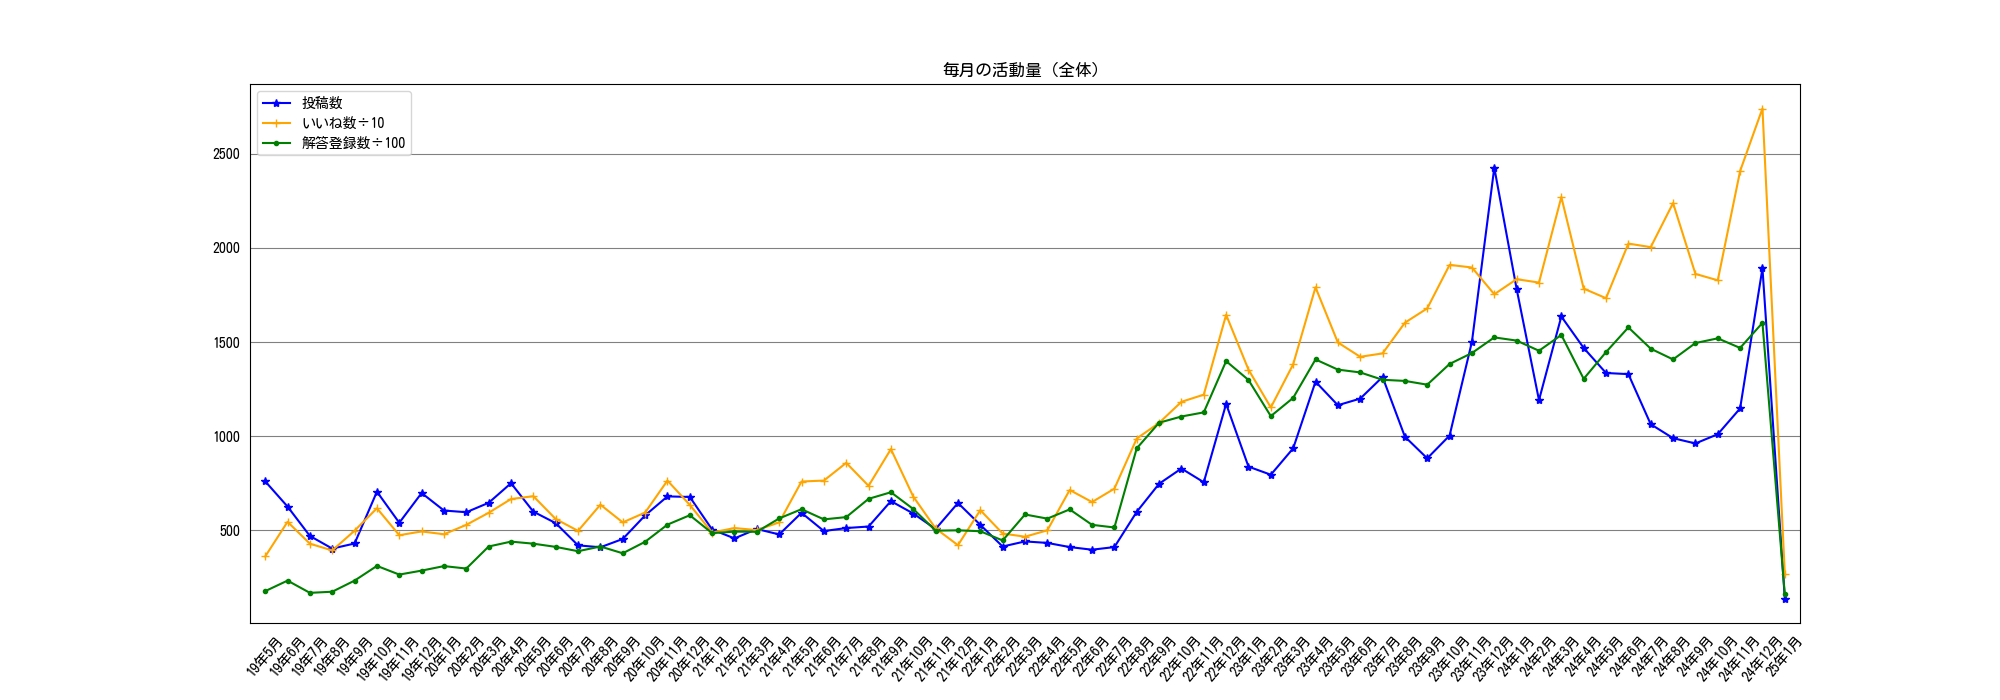 毎月の活動量（全体）
投稿数
いいね数÷10
解答登録数÷100
2500
2000
1500
1000
500
19年5月
19年6月
19年7月
19年8月
19年9月
19年10月
19年11月
19年12月
20年1月
20年2月
20年3月
20年4月
20年5月
20年6月
20年7月
20年8月
20年9月
20年10月
20年11月
20年12月
21年1月
21年2月
21年3月
21年4月
21年5月
21年6月
21年7月
21年8月
21年9月
21年10月
21年11月
21年12月
22年1月
22年2月
22年3月
22年4月
22年5月
22年6月
22年7月
22年8月
22年9月
22年10月
22年11月
22年12月
23年1月
23年2月
23年3月
23年4月
23年5月
23年6月
23年7月
23年8月
23年9月
23年10月
23年11月
23年12月
24年1月
24年2月
24年3月
24年4月
24年5月
24年6月
24年7月
24年8月
24年9月
24年10月
24年11月
24年12月
25年1月